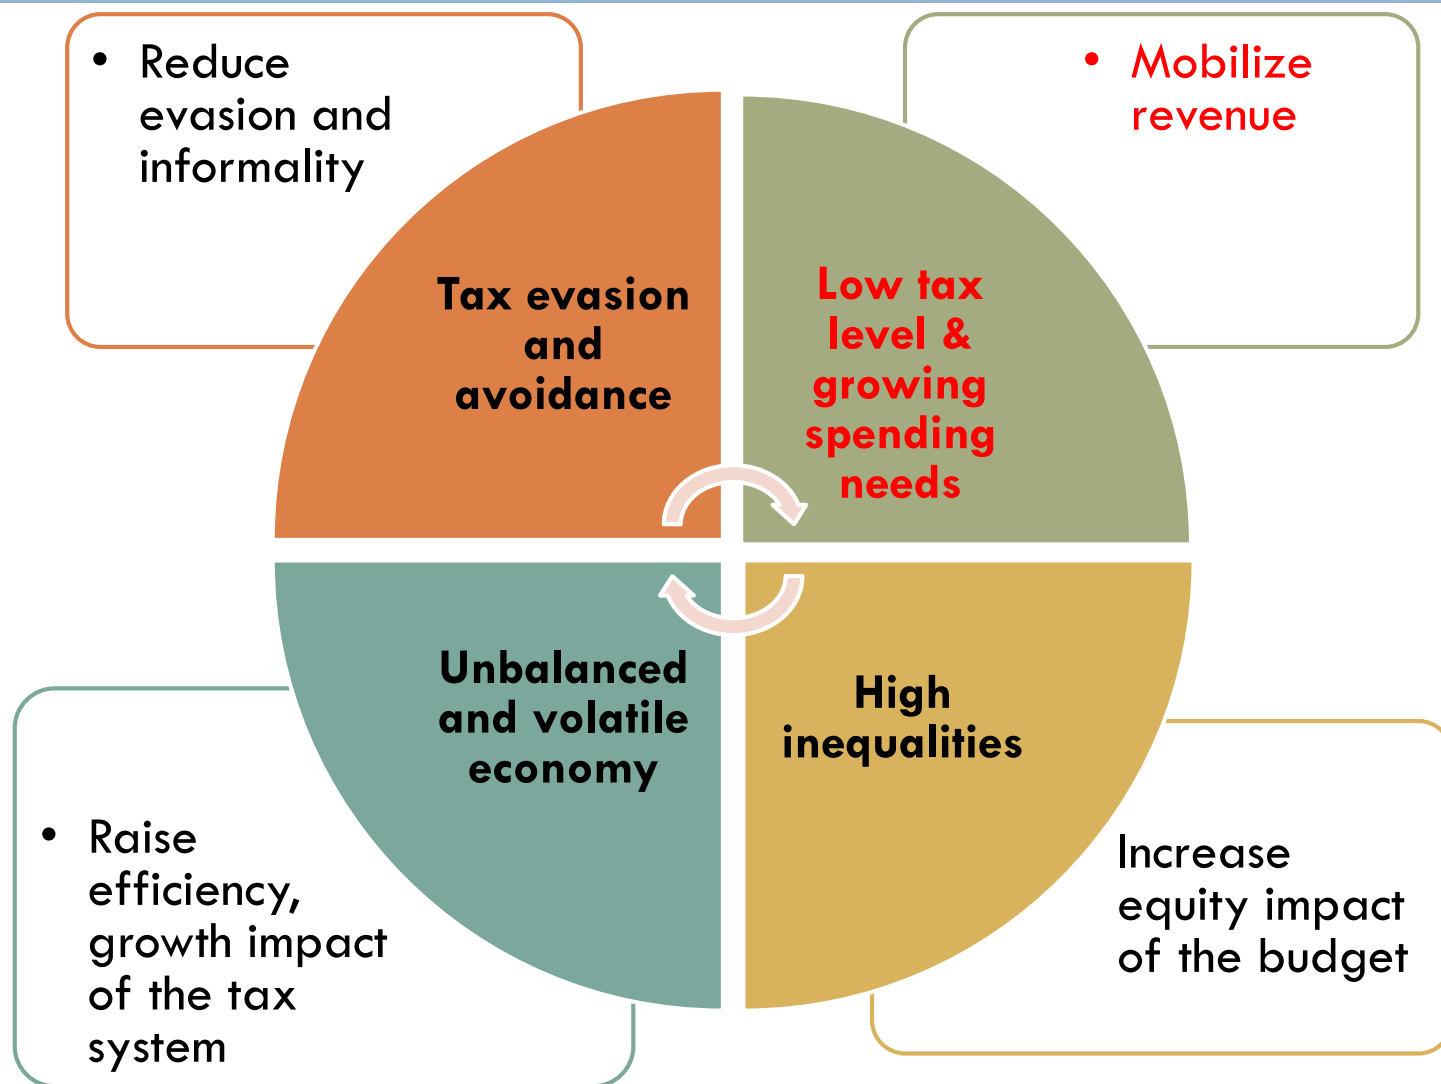 • Reduce
evasion and
informality
• Mobilize
revenue
Tax evasion
and
avoidance
Low tax
level &
growing
spending
needs
Unbalanced
and volatile
economy
High
inequalities
• Raise
efficiency,
growth impact
of the tax
system
Increase
equity impact
of the budget